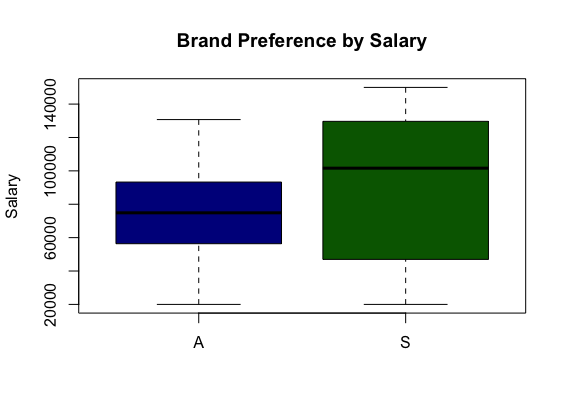 Brand Preference by Salary
Salary
140000
100000
60000
20000
A
S